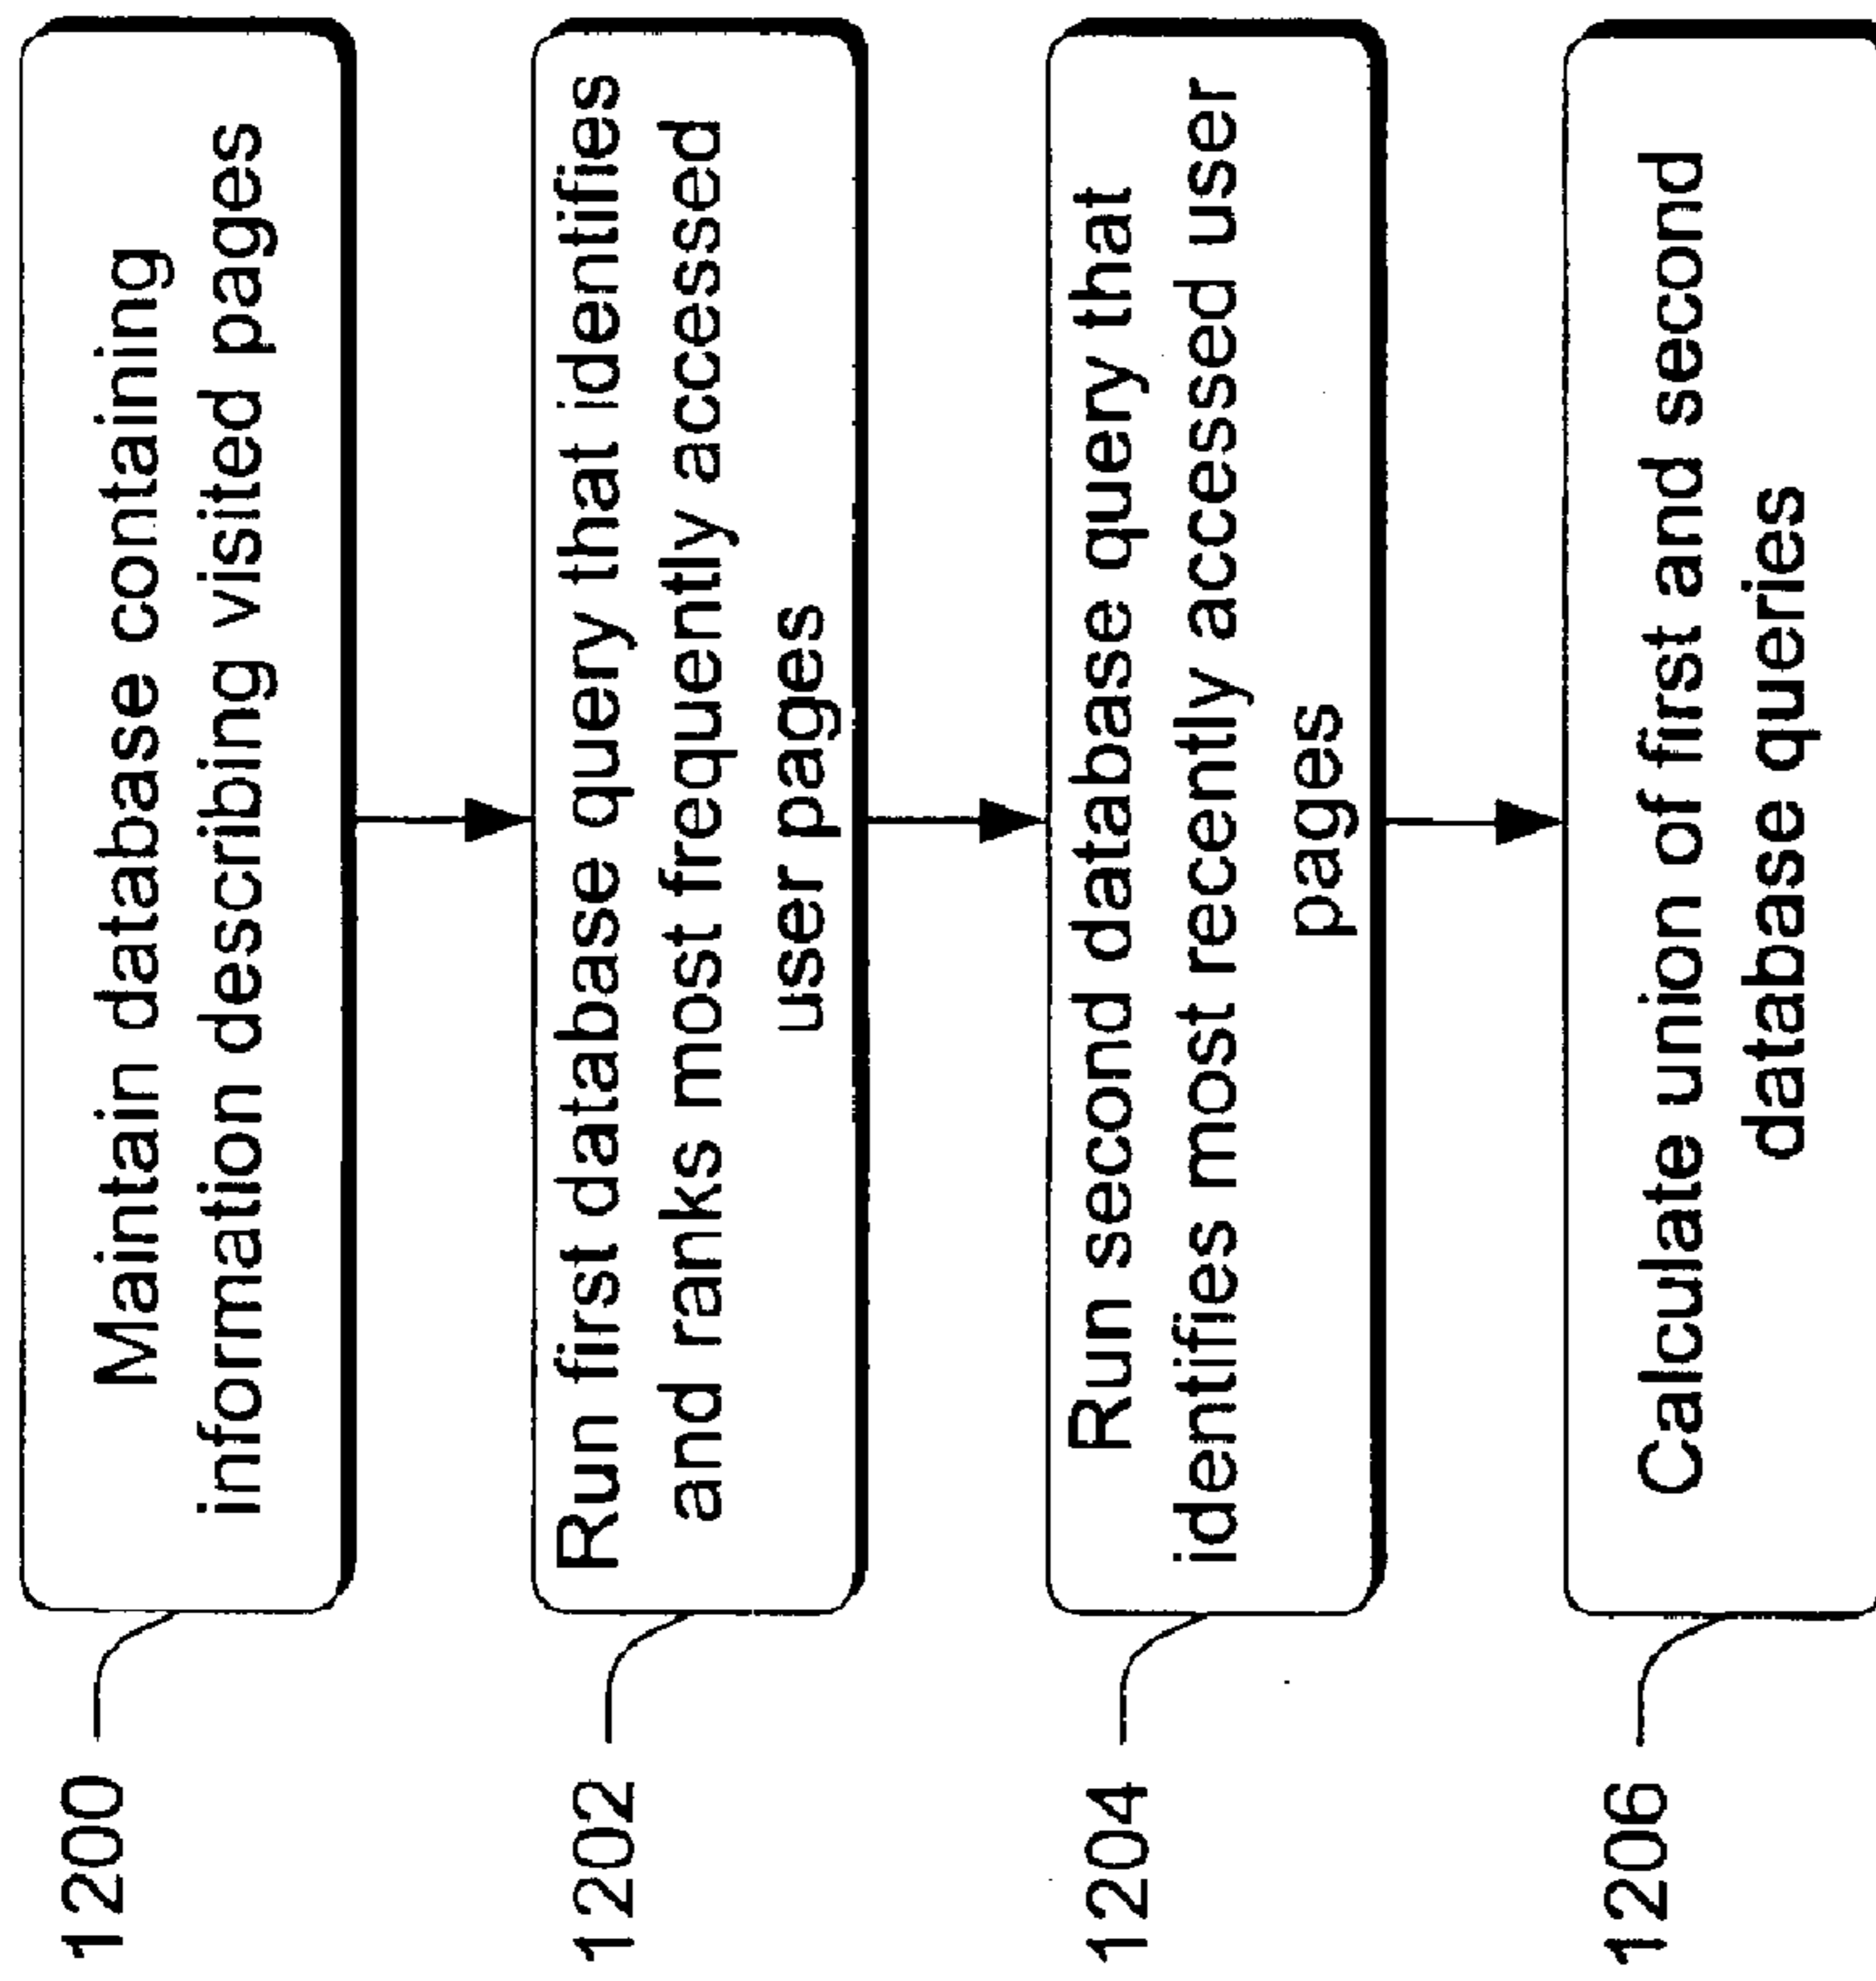 1200
Maintain database containing
information describing visited pages
1202
Run first database query that identifies
and ranks most frequently accessed
user pages
1204
Run second database query that
identifies most recently accessed user
pages
1206
Calculate union of first and second
database queries